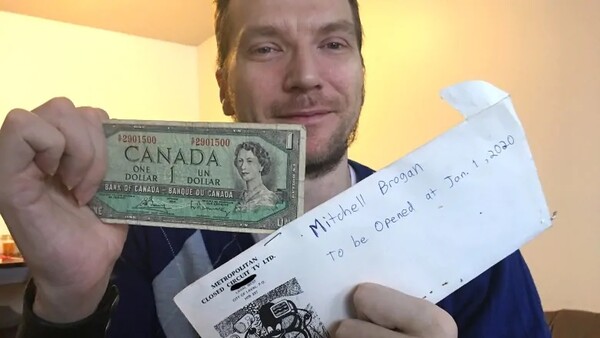 2901500 2901500
CANADA
ONE DOLLAR 1 UN DOLLAR
BANK OF CANADA - BANQUE DU CANADA
1
Mitchell Brogan
To be Opened at Jan. 1, 2020
METROPOLITAN
CLOSED CIRCUIT TV LTD.